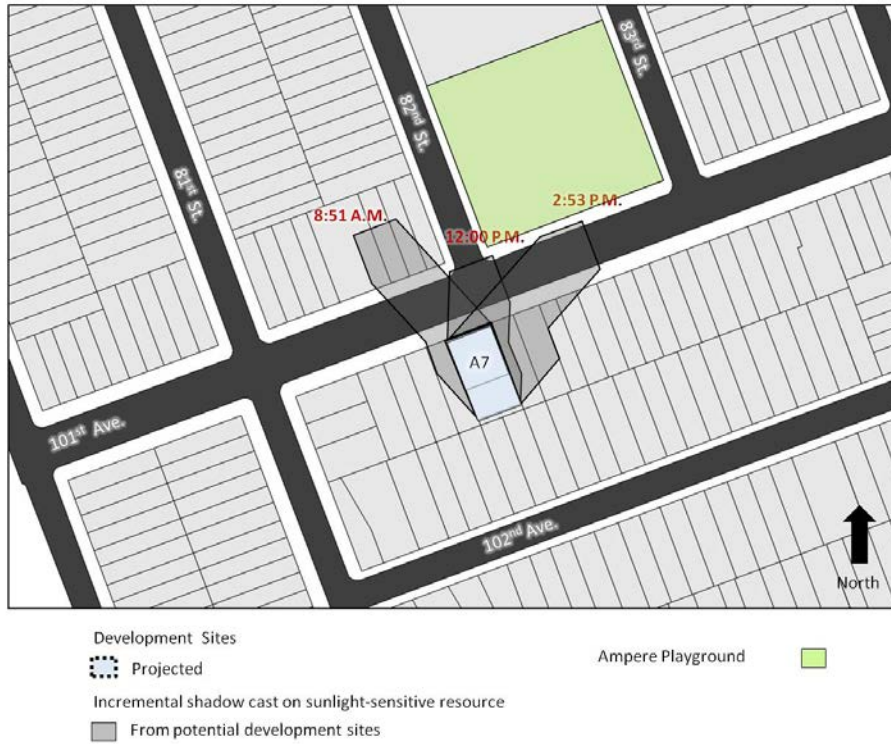 83rd St.
82nd St.
81st St.
2:53 P.M.
8:51 A.M.
12:00 P.M.
A7
101st Ave.
102nd Ave.
North
Development Sites
Projected
Ampere Playground
Incremental shadow cast on sunlight-sensitive resource
From potential development sites